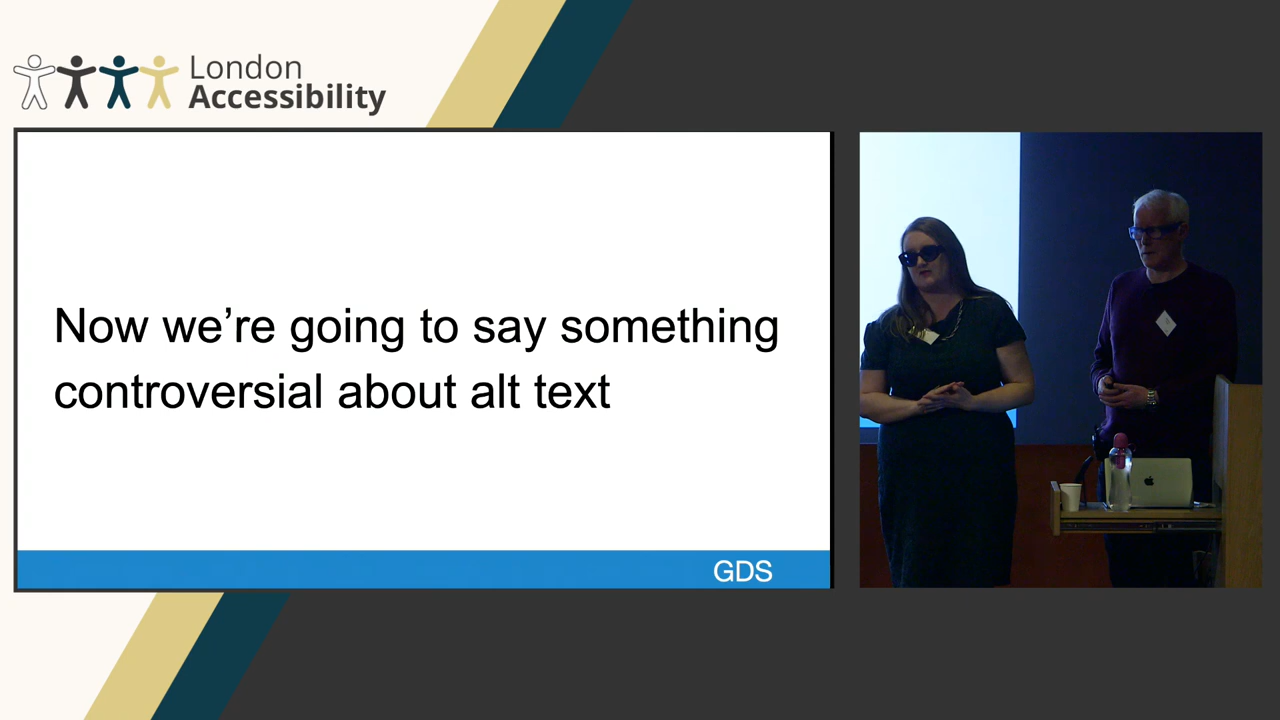 London
Accessibility
Now we’re going to say something
controversial about alt text
GDS